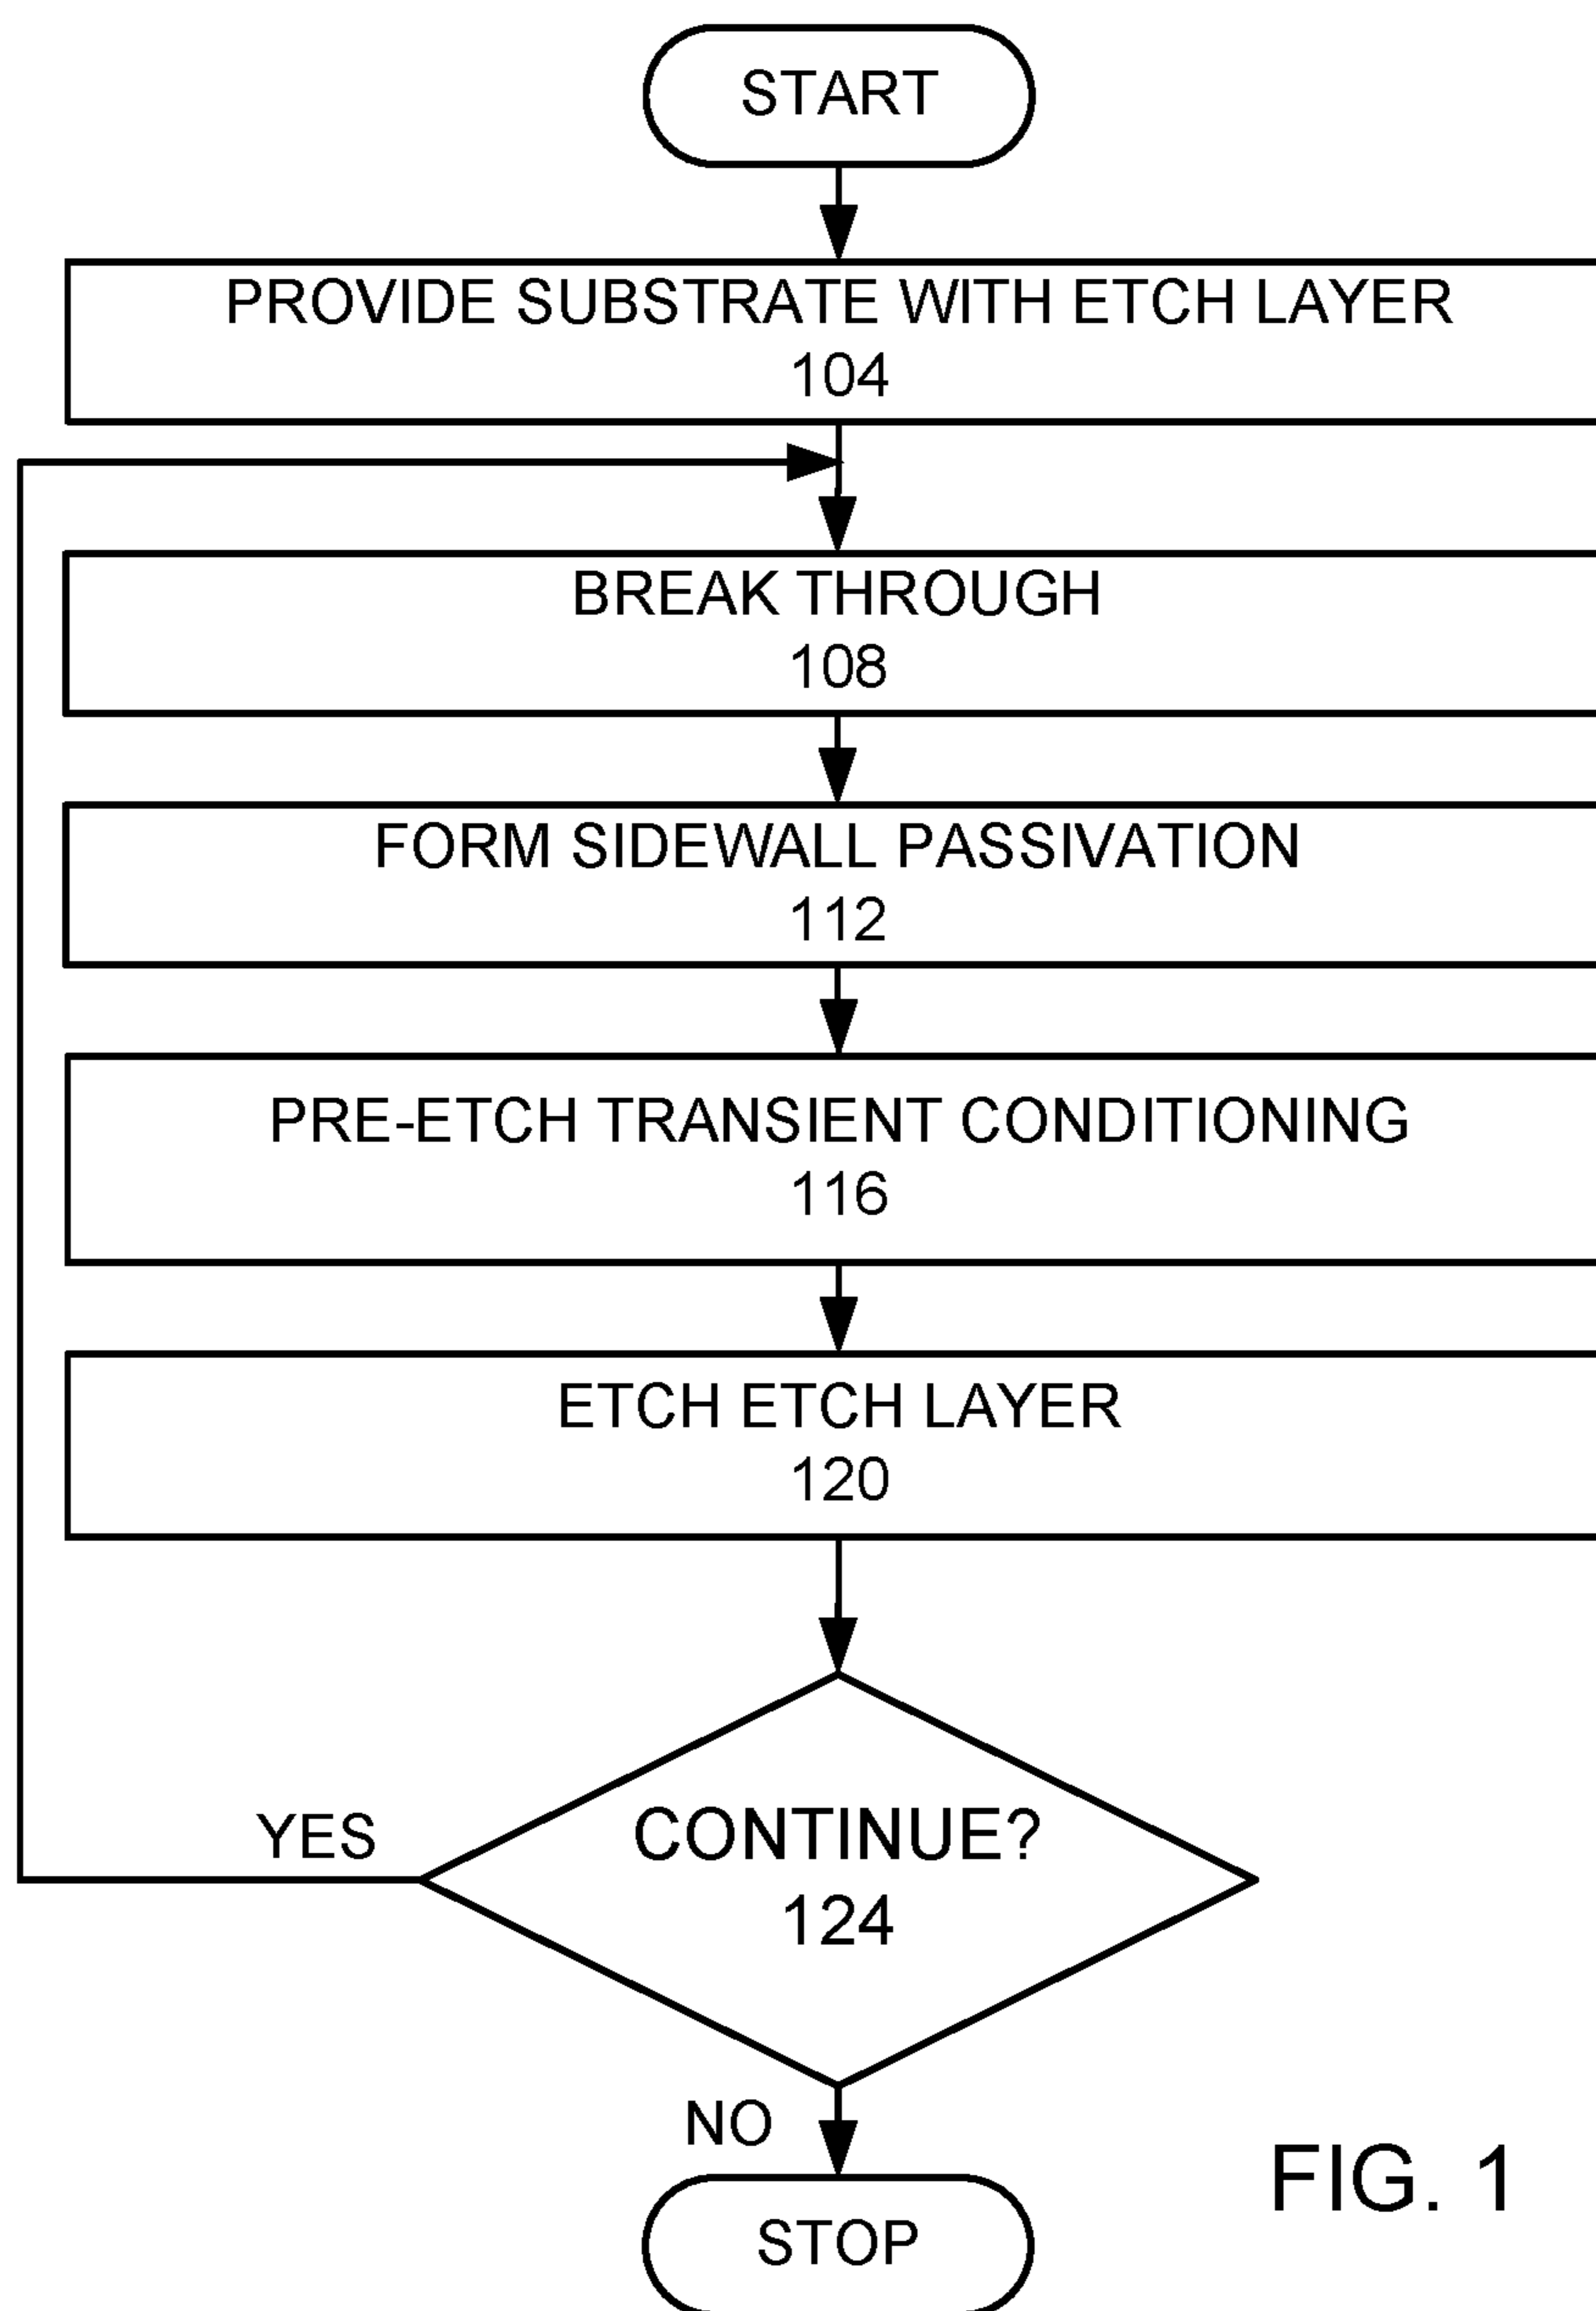 START
PROVIDE SUBSTRATE WITH ETCH LAYER
104
BREAK THROUGH
108
FORM SIDEWALL PASSIVATION
112
PRE-ETCH TRANSIENT CONDITIONING
116
ETCH ETCH LAYER
120
CONTINUE?
124
YES
NO
STOP
FIG. 1